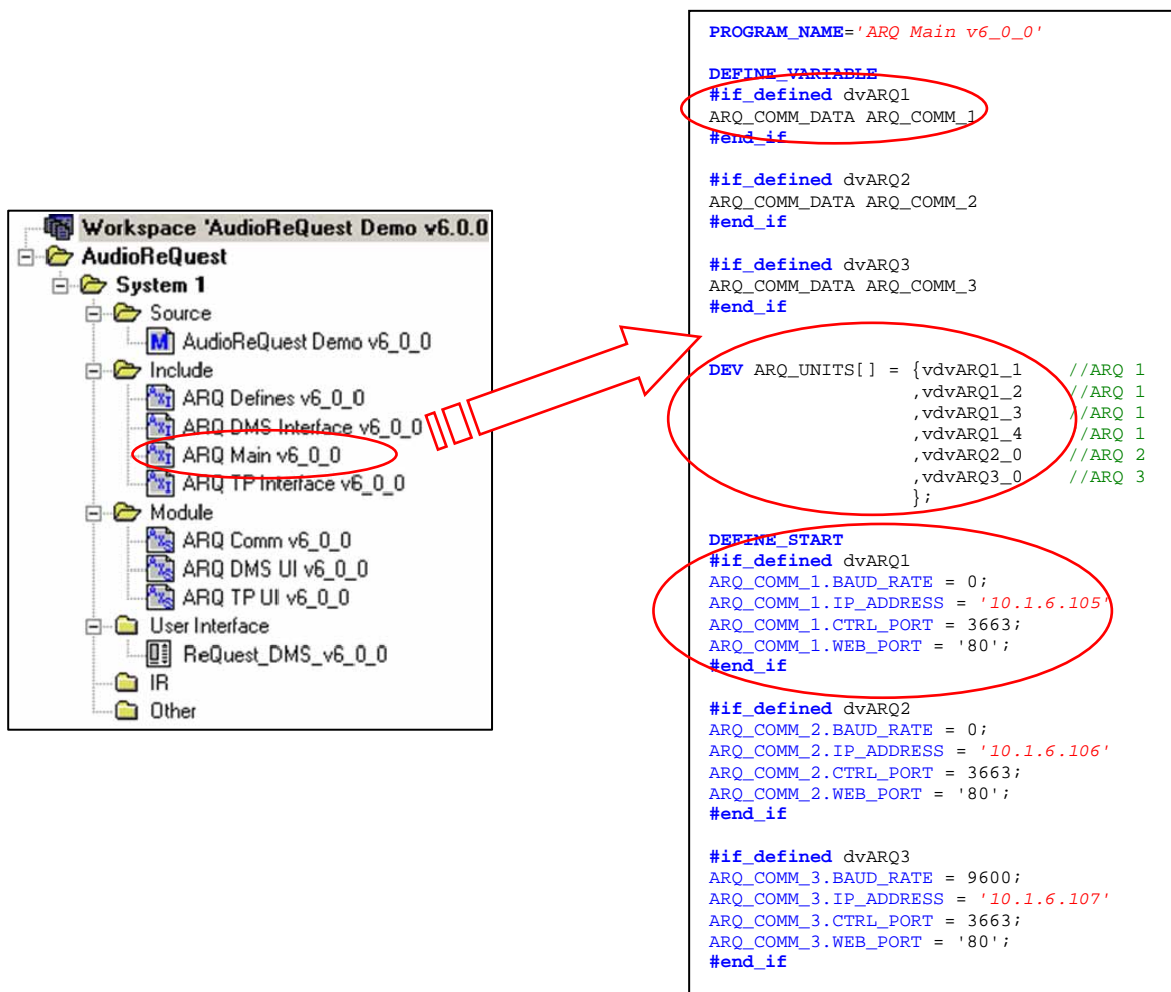 Workspace 'AudioReQuest Demo v6.0.0
AudioReQuest
System 1
Source
AudioReQuest Demo v6_0_0
Include
ARQ Defines v6_0_0
ARQ DMS Interface v6_0_0
ARQ Main v6_0_0
ARQ TP Interface v6_0_0
Module
ARQ Comm v6_0_0
ARQ DMS UI v6_0_0
ARQ TP UI v6_0_0
User Interface
ReQuest_DMS_v6_0_0
IR
Other
PROGRAM_NAME='ARQ Main v6_0_0'
DEFINE_VARIABLE
#if_defined dvARQ1
ARQ_COMM_DATA ARQ_COMM_1
#end_if
#if_defined dvARQ2
ARQ_COMM_DATA ARQ_COMM_2
#end_if
#if_defined dvARQ3
ARQ_COMM_DATA ARQ_COMM_3
#end_if
DEV ARQ_UNITS[] = {vdvARQ1_1 //ARQ 1
,vdvARQ1_2 //ARQ 1
,vdvARQ1_3 //ARQ 1
,vdvARQ1_4 //ARQ 1
,vdvARQ2_0 //ARQ 2
,vdvARQ3_0 //ARQ 3
};
DEFINE_START
#if_defined dvARQ1
ARQ_COMM_1.BAUD_RATE = 0;
ARQ_COMM_1.IP_ADDRESS = '10.1.6.105'
ARQ_COMM_1.CTRL_PORT = 3663;
ARQ_COMM_1.WEB_PORT = '80';
#end_if
#if_defined dvARQ2
ARQ_COMM_2.BAUD_RATE = 0;
ARQ_COMM_2.IP_ADDRESS = '10.1.6.106'
ARQ_COMM_2.CTRL_PORT = 3663;
ARQ_COMM_2.WEB_PORT = '80';
#end_if
#if_defined dvARQ3
ARQ_COMM_3.BAUD_RATE = 9600;
ARQ_COMM_3.IP_ADDRESS = '10.1.6.107'
ARQ_COMM_3.CTRL_PORT = 3663;
ARQ_COMM_3.WEB_PORT = '80';
#end_if